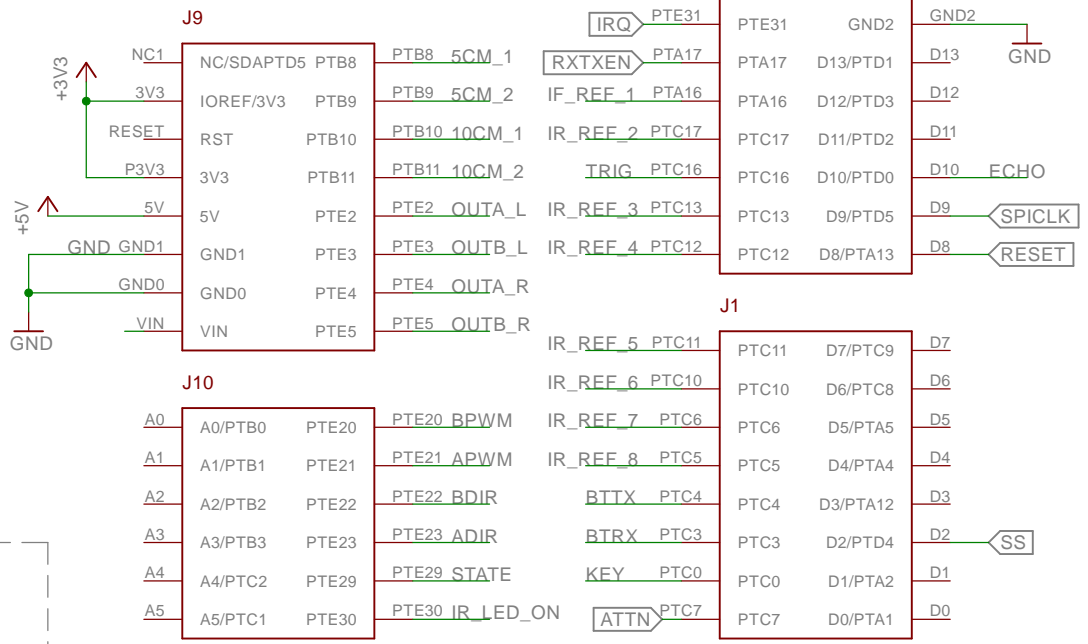 J9
+3V3
NC1 NC/SDAPTD5 PTB8 PTB8 5CM_1
3V3 IOREF/3V3 PTB9 PTB9 5CM_2
RESET RST PTB10 PTB10 10CM_1
P3V3 3V3 PTB11 PTB11 10CM_2
+5V
5V 5V PTE2 PTE2 OUTA_L
GND GND1 GND1 PTE3 PTE3 OUTB_L
GND0 GND0 PTE4 PTE4 OUTA_R
VIN VIN PTE5 PTE5 OUTB_R
GND
J10
A0 A0/PTB0 PTE20 PTE20 BPWM
A1 A1/PTB1 PTE21 PTE21 APWM
A2 A2/PTB2 PTE22 PTE22 BDIR
A3 A3/PTB3 PTE23 PTE23 ADIR
A4 A4/PTC2 PTE29 PTE29 STATE
A5 A5/PTC1 PTE30 PTE30 IR_LED_ON
IRQ PTE31 PTE31 GND2 GND2
GND
RXTXEN PTA17 PTA17 D13/PTD1 D13
IF_REF_1 PTA16 PTA16 D12/PTD3 D12
IR_REF_2 PTC17 PTC17 D11/PTD2 D11
TRIG PTC16 PTC16 D10/PTD0 D10 ECHO
IR_REF_3 PTC13 PTC13 D9/PTD5 D9 SPICLK
IR_REF_4 PTC12 PTC12 D8/PTA13 D8 RESET
J1
IR_REF_5 PTC11 PTC11 D7/PTC9 D7
IR_REF_6 PTC10 PTC10 D6/PTC8 D6
IR_REF_7 PTC6 PTC6 D5/PTA5 D5
IR_REF_8 PTC5 PTC5 D4/PTA4 D4
BTTX PTC4 PTC4 D3/PTA12 D3
BTRX PTC3 PTC3 D2/PTD4 D2 SS
KEY PTC0 PTC0 D1/PTA2 D1
ATTN PTC7 PTC7 D0/PTA1 D0